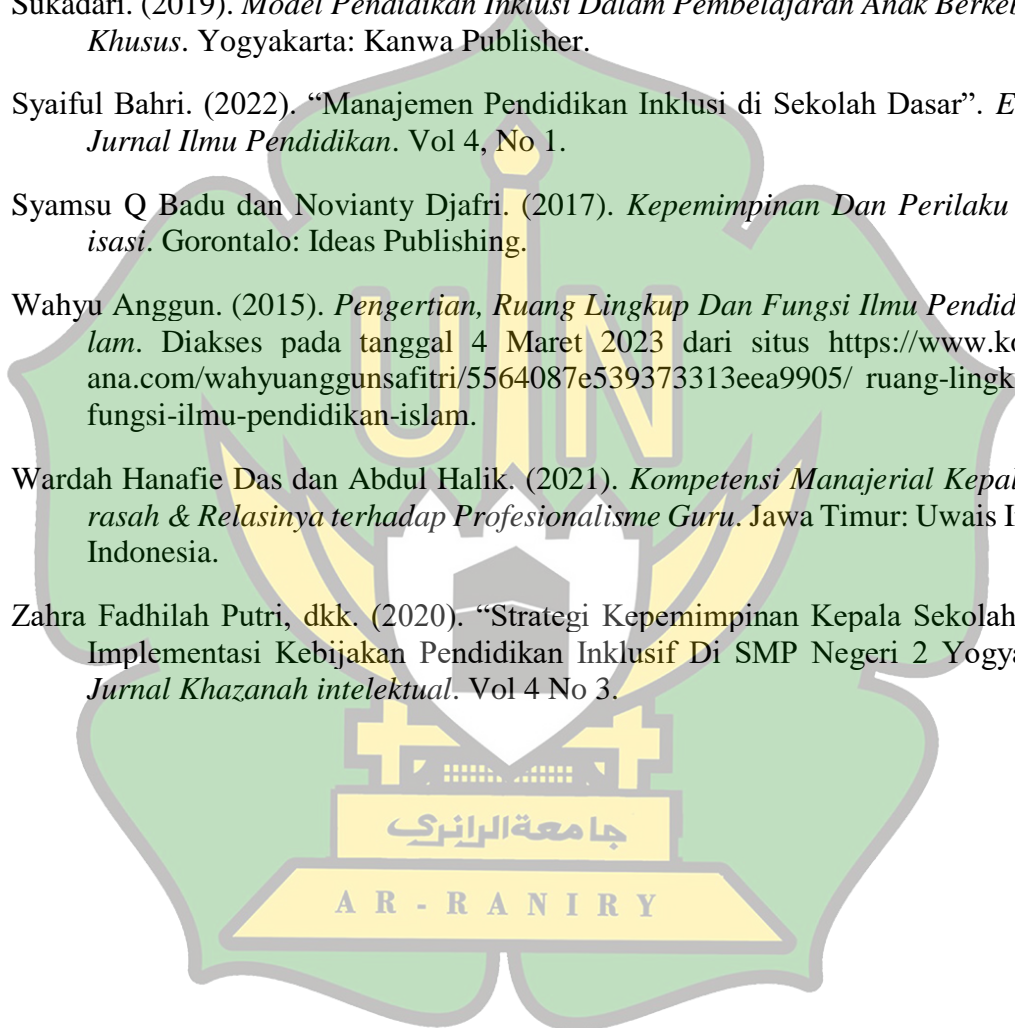 Sukadari. (2019). Model Pendidikan Inklusi Dalam Pembelajaran Anak Berkeb
Khusus. Yogyakarta: Kanwa Publisher.
Syaiful Bahri. (2022). “Manajemen Pendidikan Inklusi di Sekolah Dasar”. E
Jurnal Ilmu Pendidikan. Vol 4, No 1.
Syamsu Q Badu dan Novianty Djafri. (2017). Kepemimpinan Dan Perilaku
isasi. Gorontalo: Ideas Publishing.
Wahyu Anggun. (2015). Pengertian, Ruang Lingkup Dan Fungsi Ilmu Pendid
lam. Diakses pada tanggal 4 Maret 2023 dari situs https://www.ko
ana.com/wahyuanggunsafitri/5564087e539373313eea9905/ ruang-lingk
fungsi-ilmu-pendidikan-islam.
Wardah Hanafie Das dan Abdul Halik. (2021). Kompetensi Manajerial Kepal
rasah & Relasinya terhadap Profesionalisme Guru. Jawa Timur: Uwais I
Indonesia.
Zahra Fadhilah Putri, dkk. (2020). “Strategi Kepemimpinan Kepala Sekolah
Implementasi Kebijakan Pendidikan Inklusif Di SMP Negeri 2 Yogya
Jurnal Khazanah intelektual. Vol 4 No 3.
UIN
جامعةالرانري
AR-RANIRY